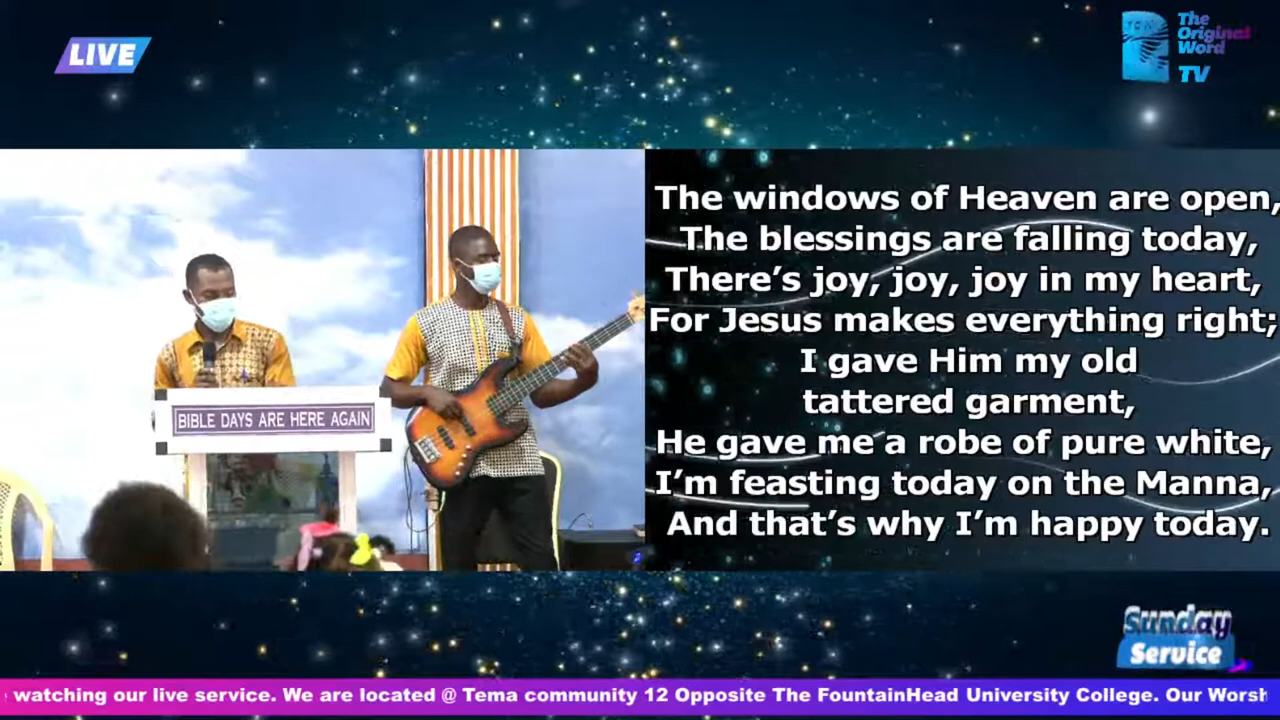 LIVE
The
Original
Word
TV
The windows of Heaven are open,
The blessings are falling today,
There's joy, joy, joy in my heart,
For Jesus makes everything right;
I gave Him my old
tattered garment,
He gave me a robe of pure white,
I'm feasting today on the Manna,
And that's why I'm happy today.
BIBLE DAYS ARE HERE AGAIN
Sunday
Service
watching our live service. We are located @ Tema community 12 Opposite The FountainHead University College. Our Worsh